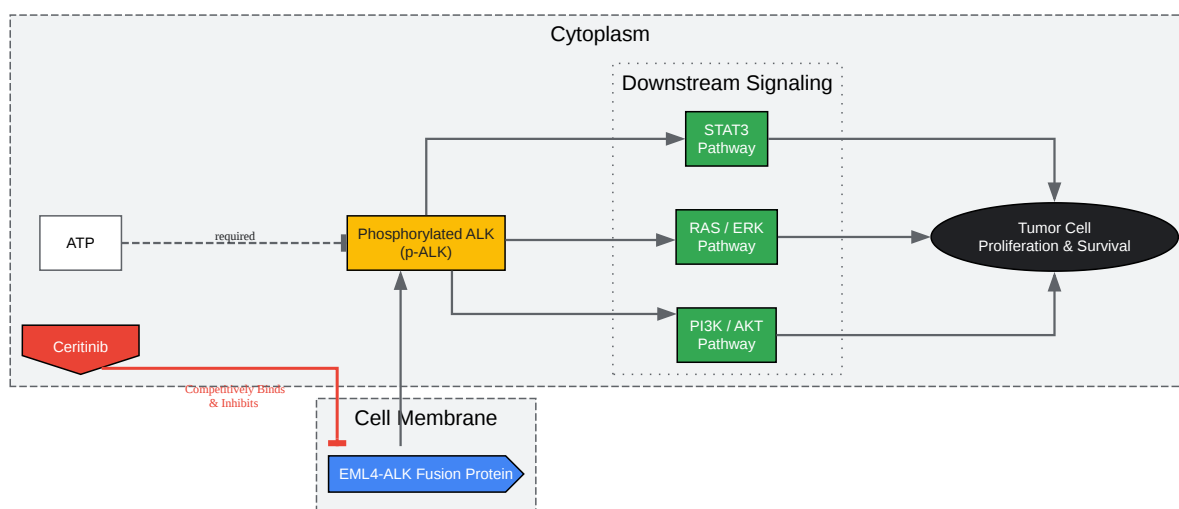 Cytoplasm
Downstream Signaling
STAT3
Pathway
ATP
required
Phosphorylated ALK
(p-ALK)
RAS / ERK
Pathway
Tumor Cell
Proliferation & Survival
PI3K / AKT
Pathway
Ceritinib
Competitively Binds
& Inhibits
Cell Membrane
EML4-ALK Fusion Protein